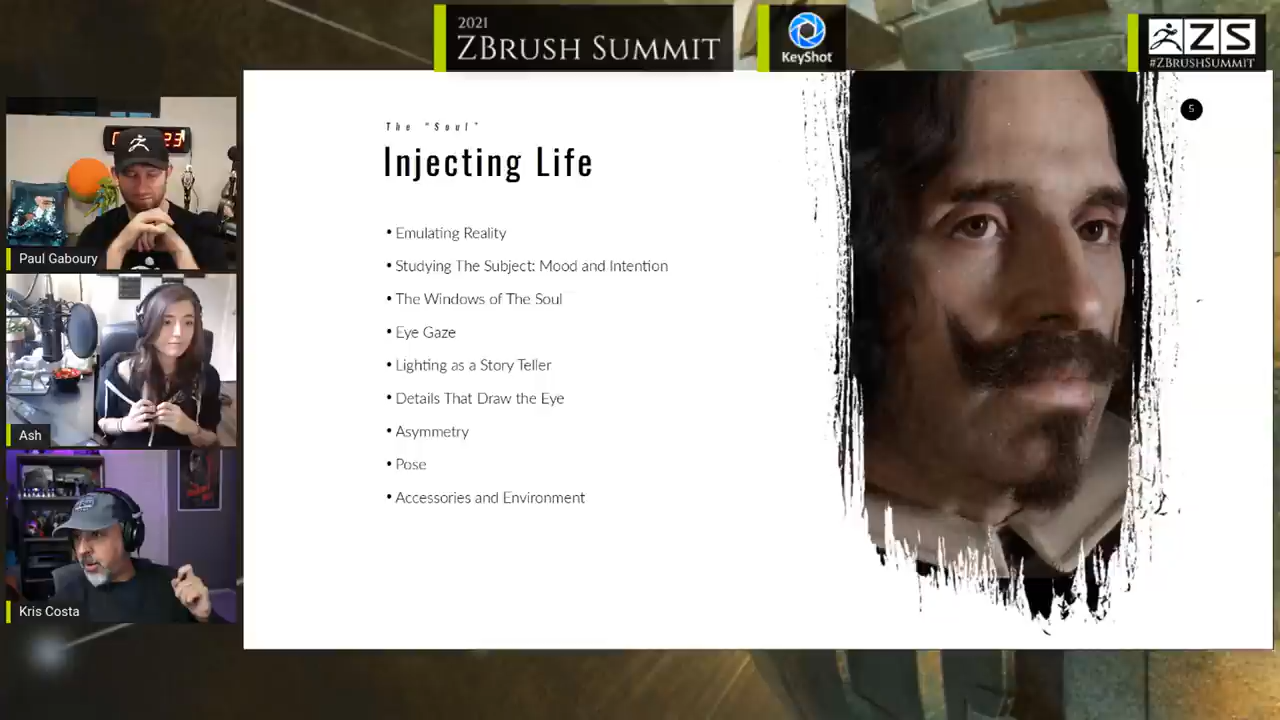 2021
ZBRUSH SUMMIT
KeyShot
ZS
#ZBRUSHSUMMIT
Paul Gaboury
Ash
Kris Costa
The "Soul"
Injecting Life
5
• Emulating Reality
• Studying The Subject: Mood and Intention
• The Windows of The Soul
• Eye Gaze
• Lighting as a Story Teller
• Details That Draw the Eye
• Asymmetry
• Pose
• Accessories and Environment